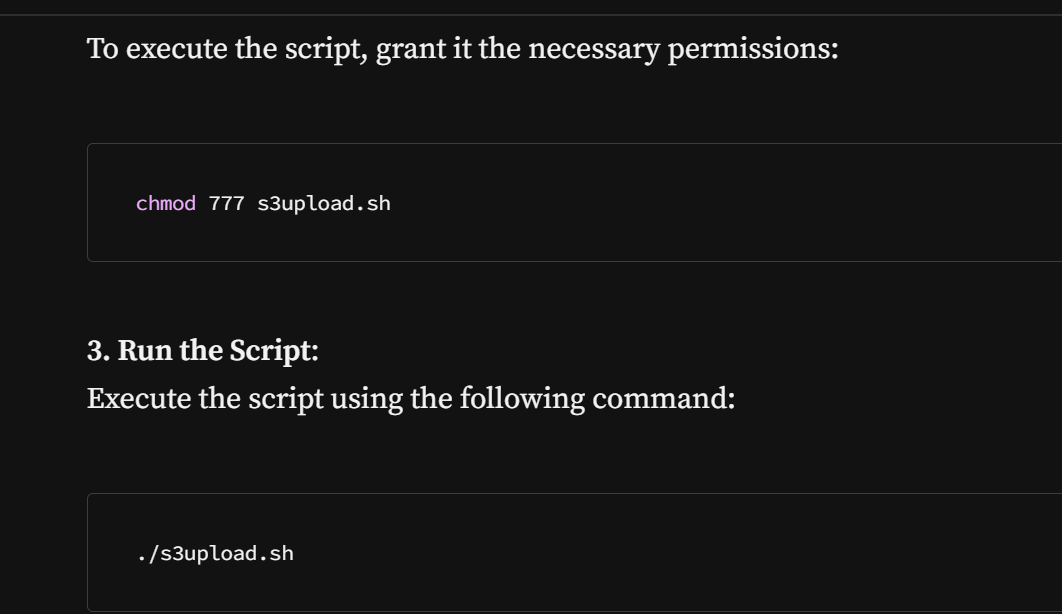 To execute the script, grant it the necessary permissions:
chmod 777 s3upload.sh
3. Run the Script:
Execute the script using the following command:
./s3upload.sh